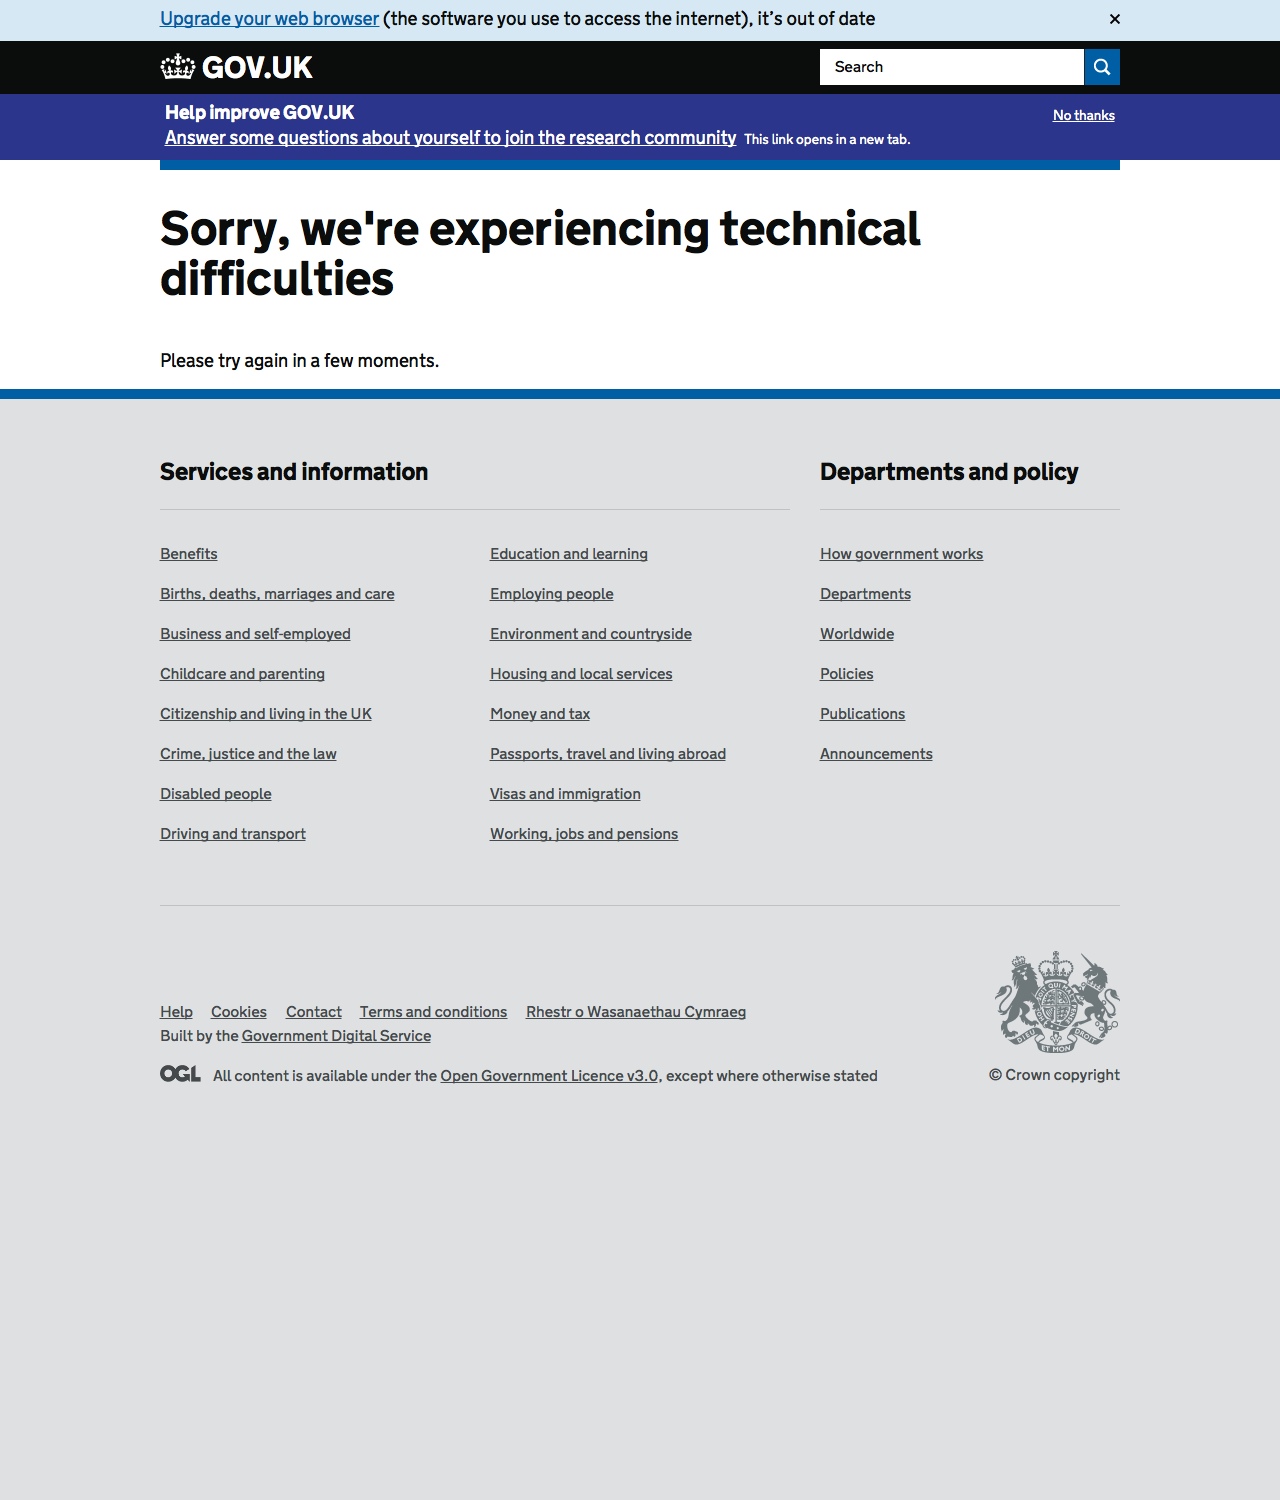 Upgrade your web browser (the software you use to access the internet), it’s out of date ×
GOV.UK
Search
Help improve GOV.UK
No thanks
Answer some questions about yourself to join the research community This link opens in a new tab.
Sorry, we're experiencing technical
difficulties
Please try again in a few moments.
Services and information
Benefits
Births, deaths, marriages and care
Business and self-employed
Childcare and parenting
Citizenship and living in the UK
Crime, justice and the law
Disabled people
Driving and transport
Education and learning
Employing people
Environment and countryside
Housing and local services
Money and tax
Passports, travel and living abroad
Visas and immigration
Working, jobs and pensions
Departments and policy
How government works
Departments
Worldwide
Policies
Publications
Announcements
Help Cookies Contact Terms and conditions Rhestr o Wasanaethau Cymraeg
Built by the Government Digital Service
OGL All content is available under the Open Government Licence v3.0, except where otherwise stated
DIEU ET MON DROIT
© Crown copyright